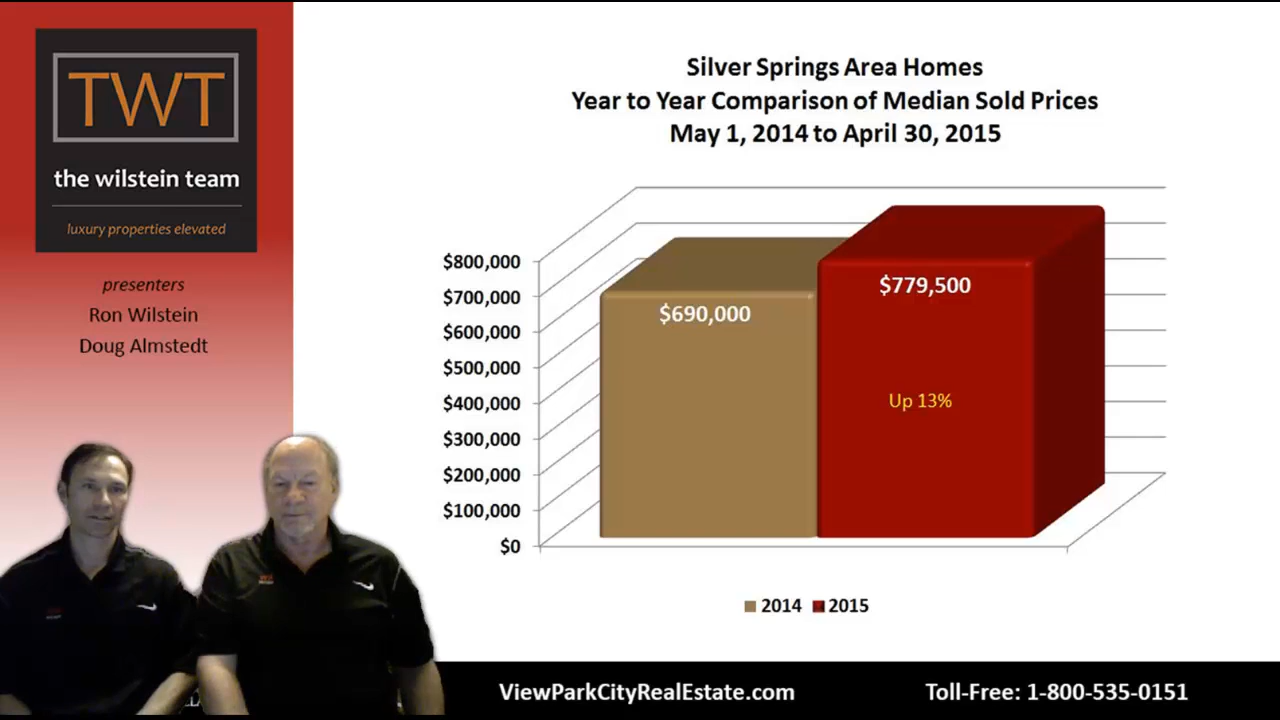 TWT
the wilstein team
luxury properties elevated
presenters
Ron Wilstein
Doug Almstedt
Silver Springs Area Homes
Year to Year Comparison of Median Sold Prices
May 1, 2014 to April 30, 2015
$800,000
$700,000
$600,000
$500,000
$400,000
$300,000
$200,000
$100,000
$0
$690,000
$779,500
Up 13%
2014
2015
ViewParkCityRealEstate.com
Toll-Free: 1-800-535-0151